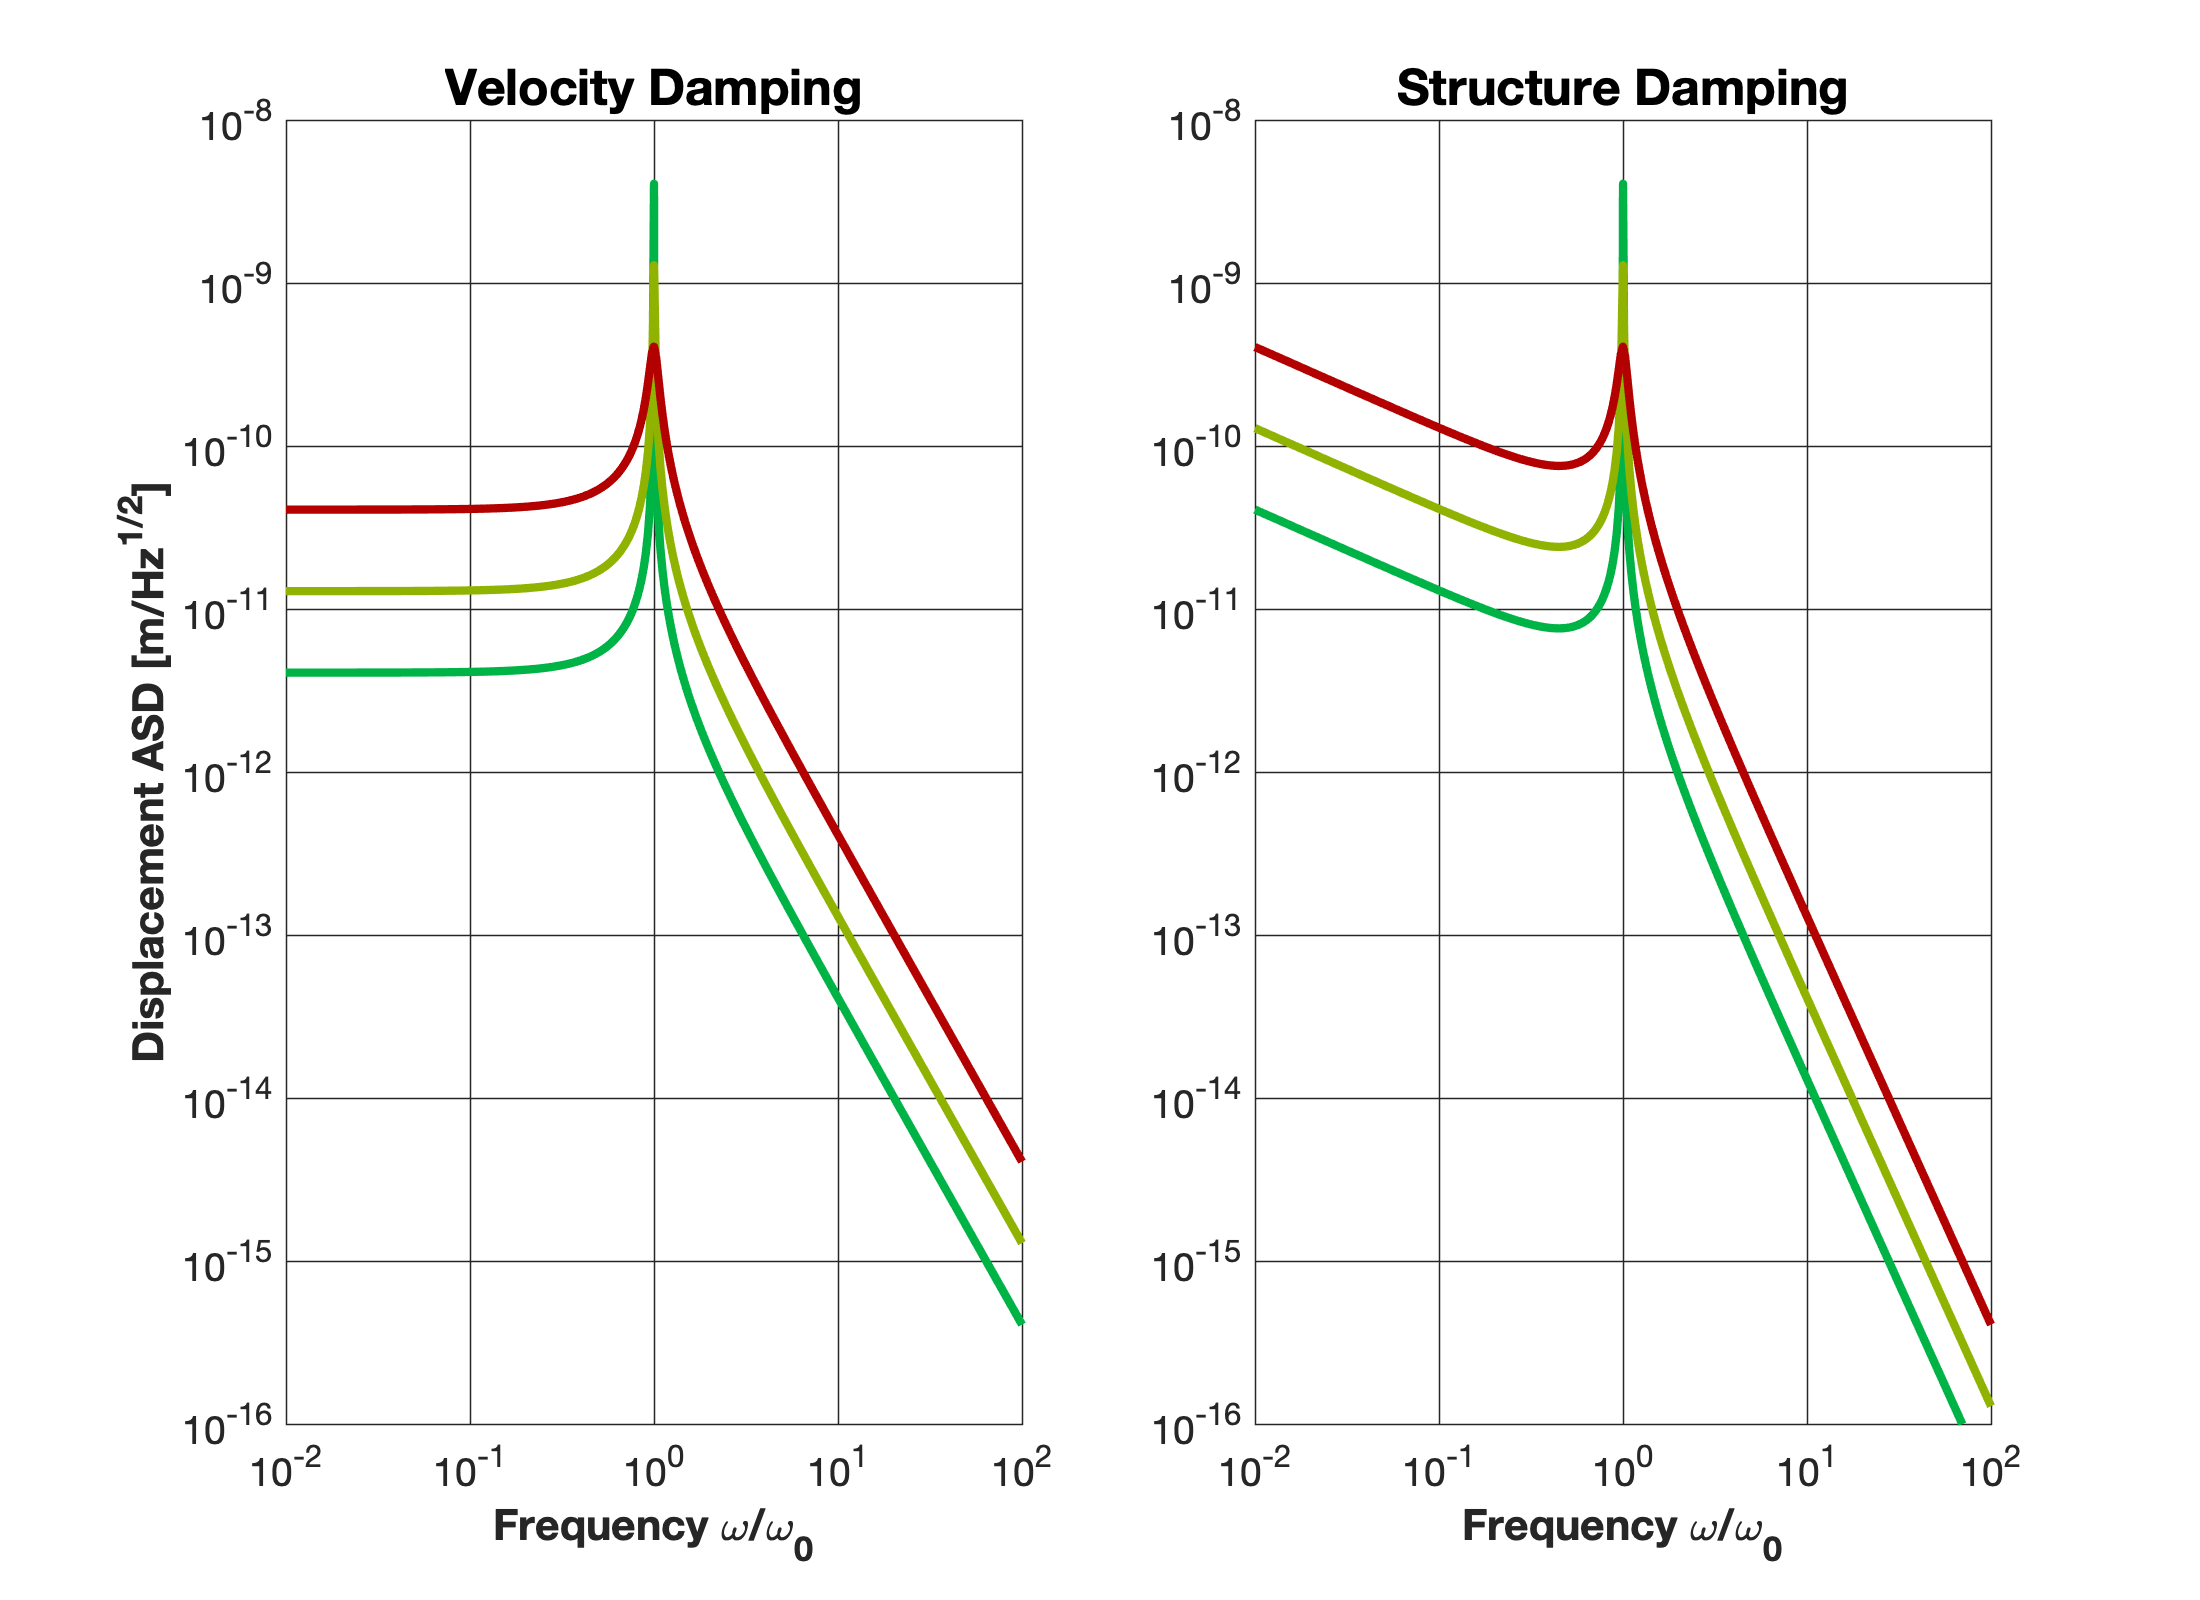 Velocity Damping
Displacement ASD [m/Hz^1/2]
10^-8
10^-9
10^-10
10^-11
10^-12
10^-13
10^-14
10^-15
10^-16
10^-2 10^-1 10^0 10^1 10^2
Frequency ω/ω_0
Structure Damping
10^-8
10^-9
10^-10
10^-11
10^-12
10^-13
10^-14
10^-15
10^-16
10^-2 10^-1 10^0 10^1 10^2
Frequency ω/ω_0